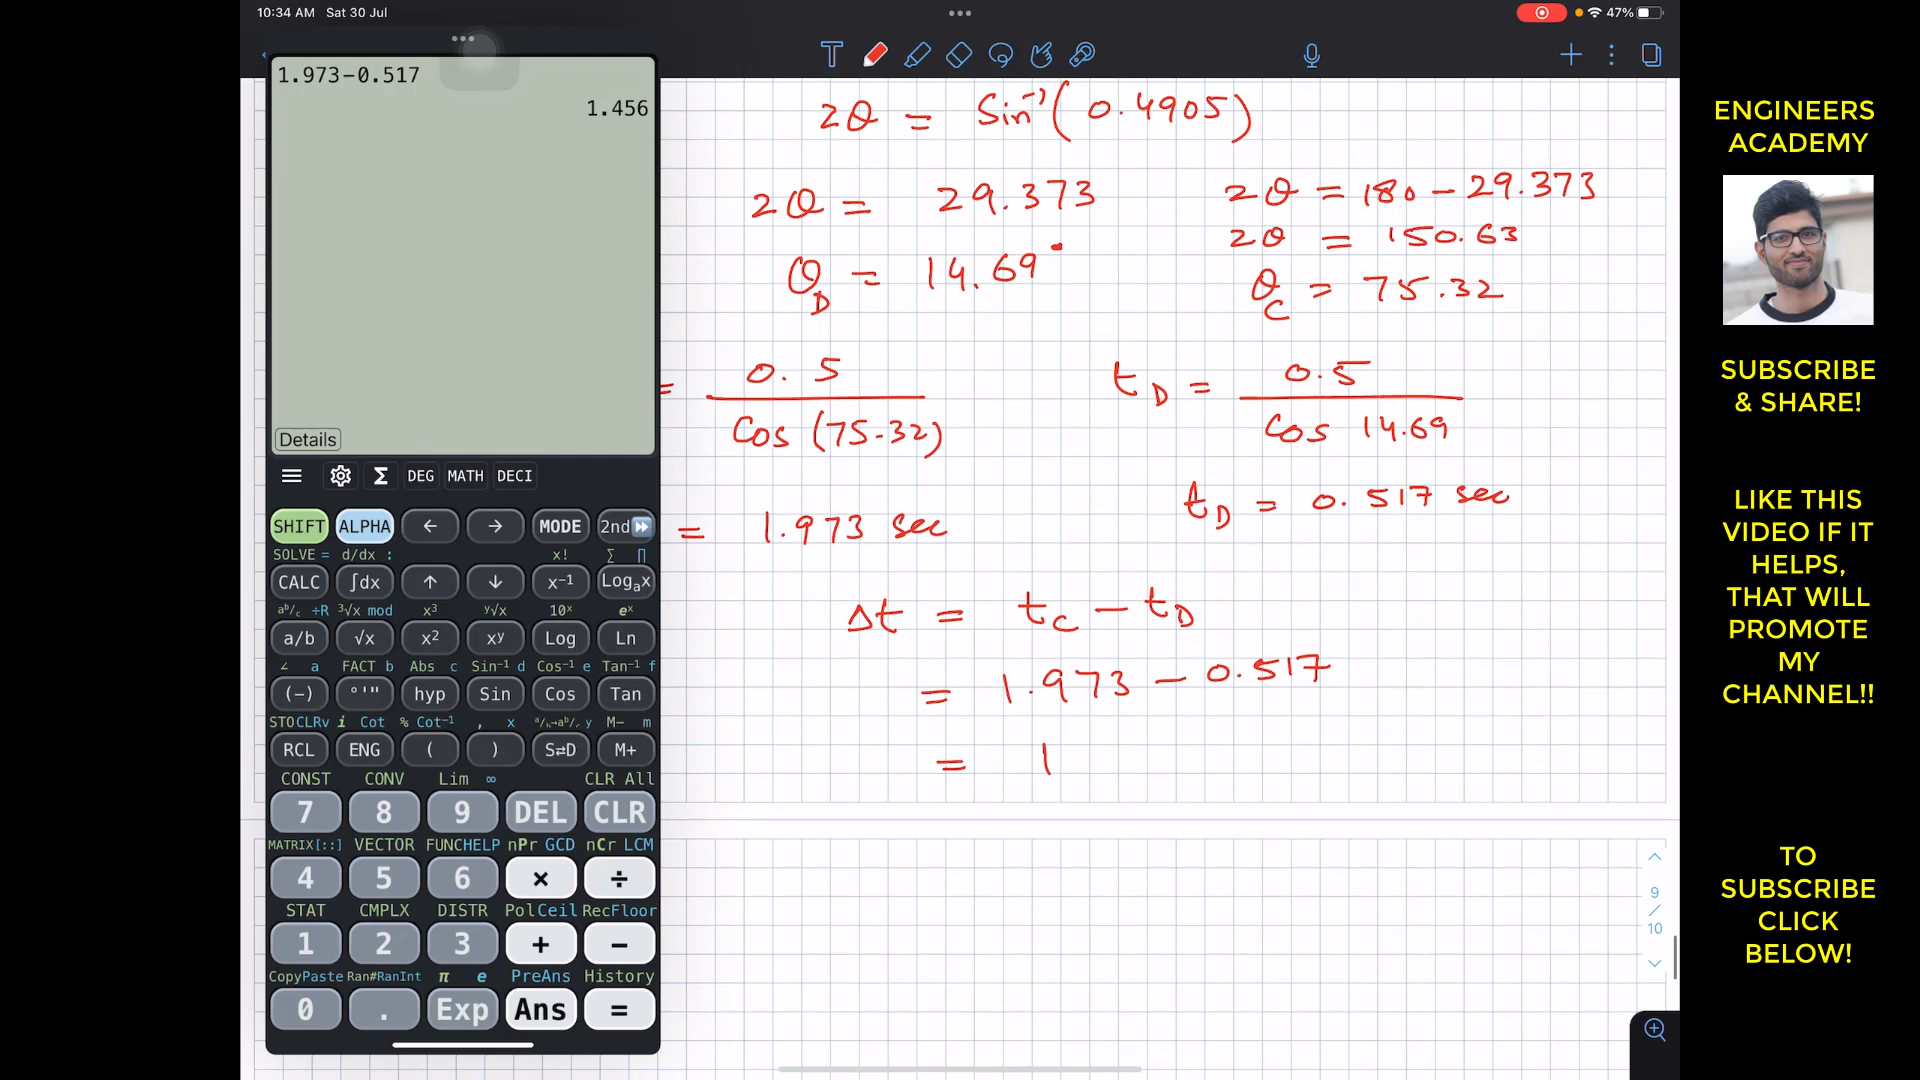 10:34 AM Sat 30 Jul
47%
1.973-0.517
1.456
Details
DEG MATH DECI
SHIFT ALPHA ← → MODE 2nd
SOLVE = d/dx : x! ∑ ∏
CALC ∫dx ↑ ↓ x⁻¹ Logₐx
aᵇ/c ÷R ³√x mod x³ ʸ√x 10ˣ eˣ
a/b √x x² xʸ Log Ln
∠ a FACT b Abs c Sin⁻¹ d Cos⁻¹ e Tan⁻¹ f
(−) °'" hyp Sin Cos Tan
STO CLRv i Cot % Cot⁻¹ , x y M− m
RCL ENG ( ) S⇄D M+
CONST CONV Lim ∞ CLR All
7 8 9 DEL CLR
MATRIX[::] VECTOR FUNC HELP nPr GCD nCr LCM
4 5 6 × ÷
STAT CMPLX DISTR Pol Ceil Rec Floor
1 2 3 + −
Copy Paste Ran# RanInt π e PreAns History
0 . Exp Ans =
2θ = Sin⁻¹(0.4905)
2θ = 29.373
θD = 14.69°
2θ = 180 − 29.373
2θ = 150.63
θC = 75.32
= 0.5 / Cos (75.32)
= 1.973 sec
tD = 0.5 / Cos 14.69
tD = 0.517 sec
Δt = tC − tD
= 1.973 − 0.517
= 1
9
/
10
ENGINEERS
ACADEMY
SUBSCRIBE
& SHARE!
LIKE THIS
VIDEO IF IT
HELPS,
THAT WILL
PROMOTE
MY
CHANNEL!!
TO
SUBSCRIBE
CLICK
BELOW!